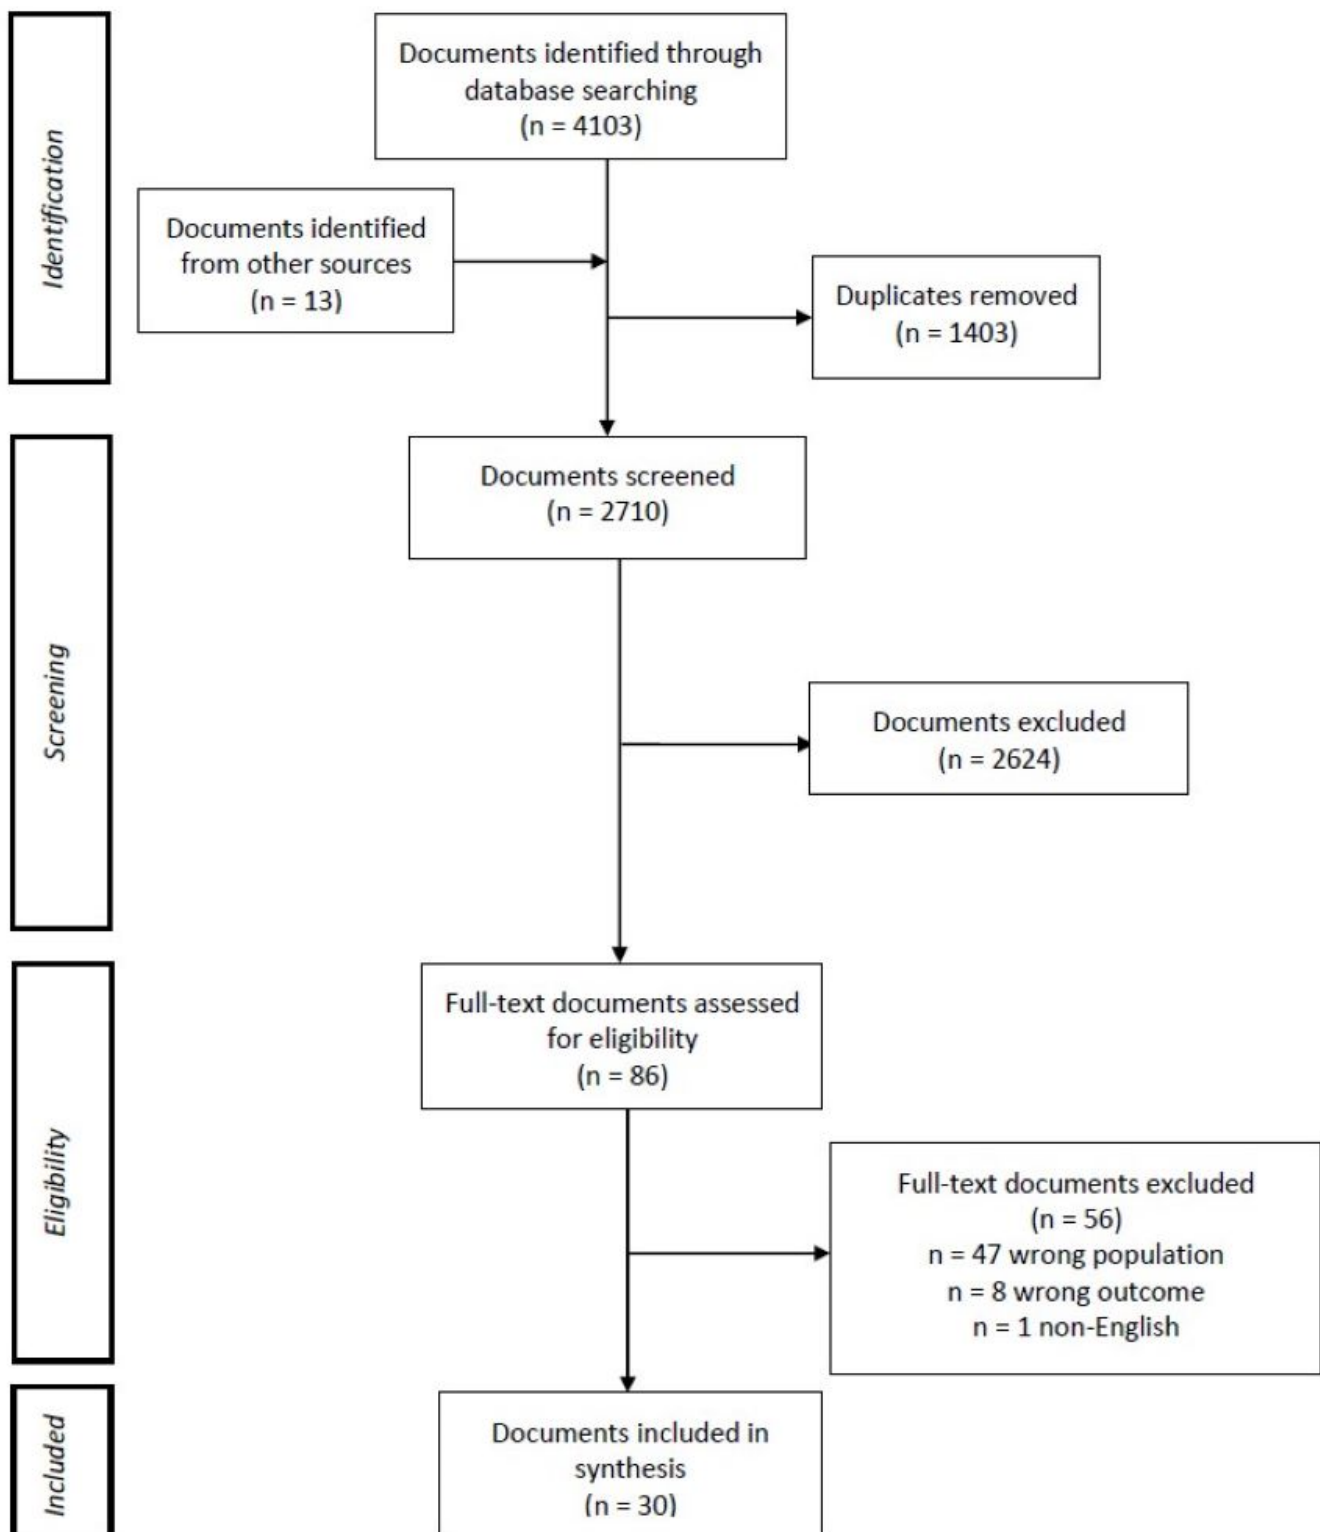 Identification
Documents identified through
database searching
(n = 4103)
Documents identified
from other sources
(n = 13)
Duplicates removed
(n = 1403)
Screening
Documents screened
(n = 2710)
Documents excluded
(n = 2624)
Eligibility
Full-text documents assessed
for eligibility
(n = 86)
Full-text documents excluded
(n = 56)
n = 47 wrong population
n = 8 wrong outcome
n = 1 non-English
Included
Documents included in
synthesis
(n = 30)